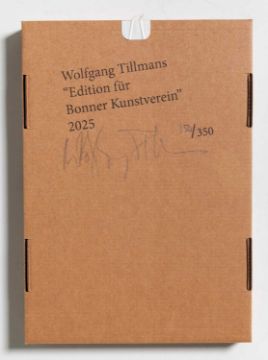 Wolfgang Tillmans
“Edition für
Bonner Kunstverein”
2025
/350